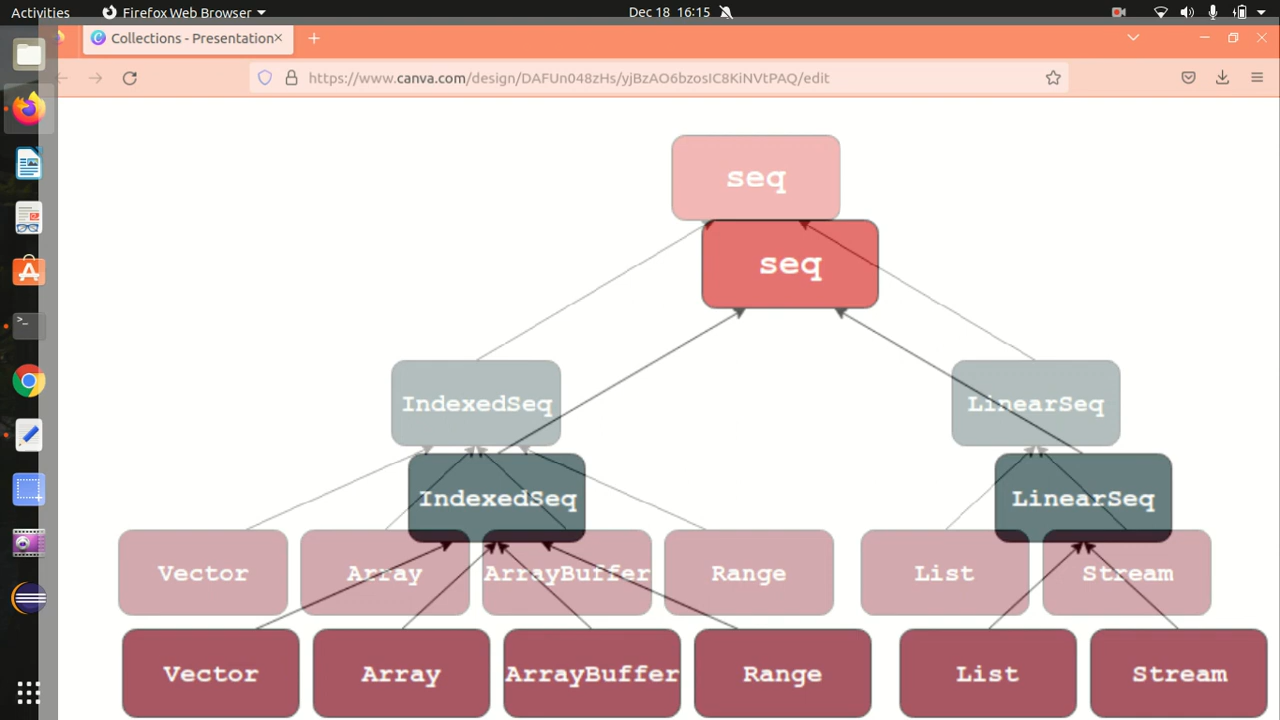 Activities
Firefox Web Browser
Dec 18 16:15
Collections - Presentation
https://www.canva.com/design/DAFUn048zHs/yjBzAO6bzosIC8KiNVtPAQ/edit
seq
seq
IndexedSeq
LinearSeq
IndexedSeq
LinearSeq
Vector
Array
ArrayBuffer
Range
List
Stream
Vector
Array
ArrayBuffer
Range
List
Stream